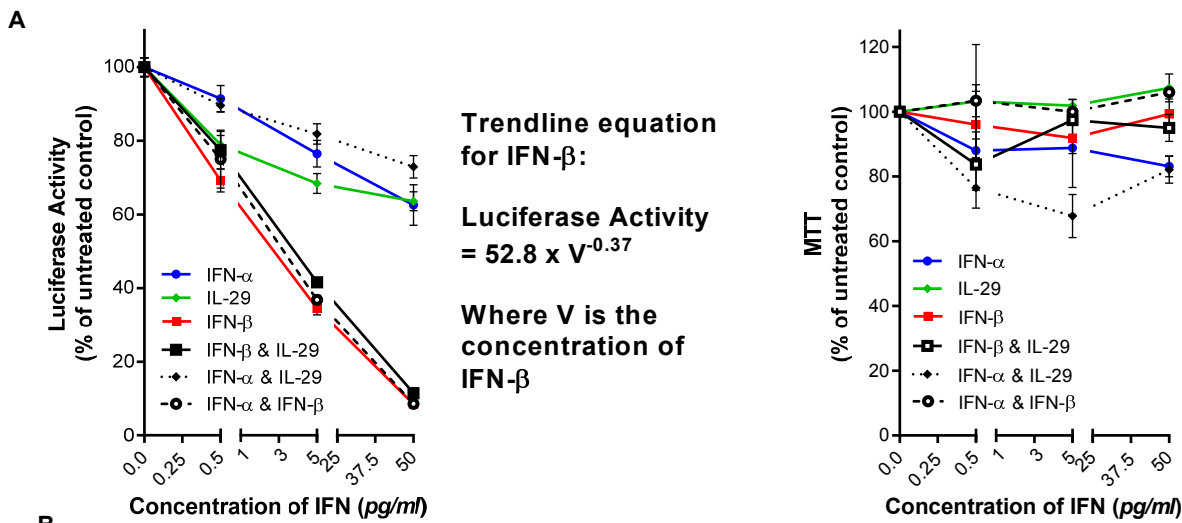 A
Luciferase Activity
(% of untreated control)
100
80
60
40
20
0
IFN-α
IL-29
IFN-β
IFN-β & IL-29
IFN-α & IL-29
IFN-α & IFN-β
0.0
0.25
0.5
1
3
5
25
37.5
50
Concentration of IFN (pg/ml)
Trendline equation
for IFN-β:
Luciferase Activity
= 52.8 x V^-0.37
Where V is the
concentration of
IFN-β
MTT
(% of untreated control)
120
100
80
60
40
20
0
IFN-α
IL-29
IFN-β
IFN-β & IL-29
IFN-α & IL-29
IFN-α & IFN-β
0.0
0.25
0.5
1
3
5
25
37.5
50
Concentration of IFN (pg/ml)